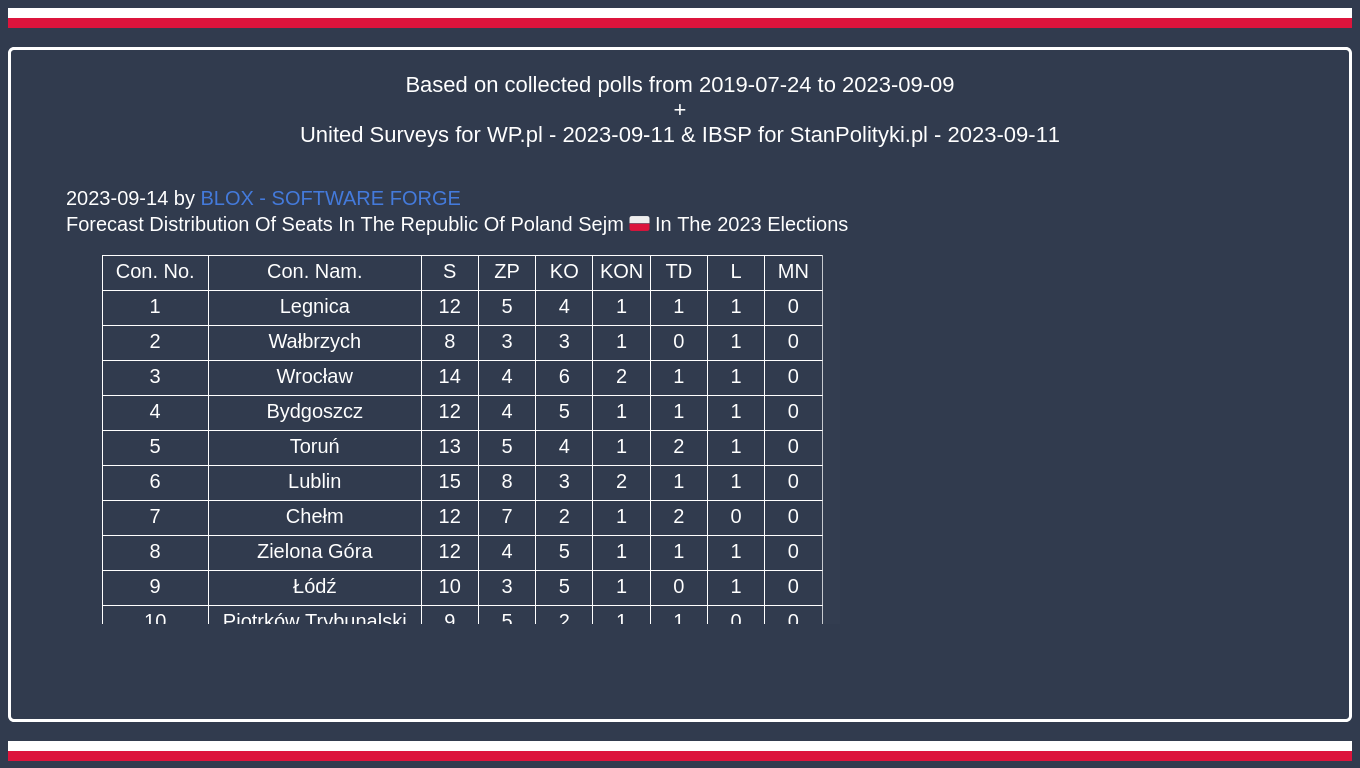 Based on collected polls from 2019-07-24 to 2023-09-09
+
United Surveys for WP.pl - 2023-09-11 & IBSP for StanPolityki.pl - 2023-09-11
2023-09-14 by BLOX - SOFTWARE FORGE
Forecast Distribution Of Seats In The Republic Of Poland Sejm In The 2023 Elections
Con. No. Con. Nam. S ZP KO KON TD L MN
1 Legnica 12 5 4 1 1 1 0
2 Wałbrzych 8 3 3 1 0 1 0
3 Wrocław 14 4 6 2 1 1 0
4 Bydgoszcz 12 4 5 1 1 1 0
5 Toruń 13 5 4 1 2 1 0
6 Lublin 15 8 3 2 1 1 0
7 Chełm 12 7 2 1 2 0 0
8 Zielona Góra 12 4 5 1 1 1 0
9 Łódź 10 3 5 1 0 1 0
10 Piotrków Trybunalski 9 5 2 1 1 0 0